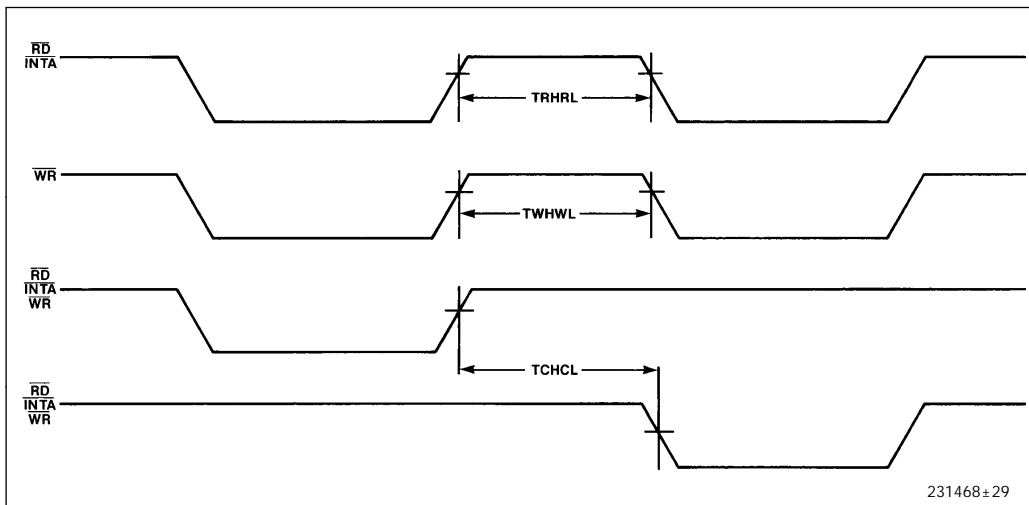 RD
INTA
TRHRL
WR
TWHWL
RD
INTA
WR
TCHCL
RD
INTA
WR
231468±29